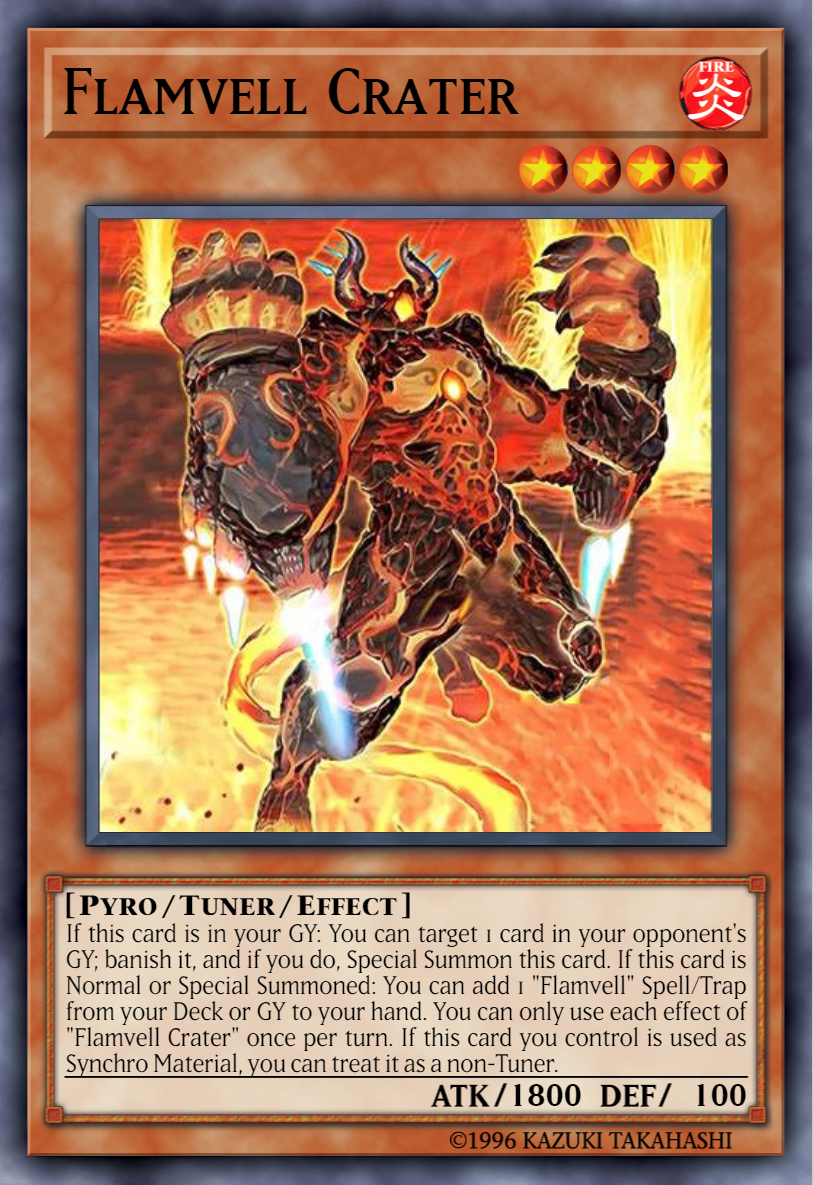 Flamvell Crater
FIRE
炎
[Pyro/Tuner/Effect]
If this card is in your GY: You can target 1 card in your opponent's
GY; banish it, and if you do, Special Summon this card. If this card is
Normal or Special Summoned: You can add 1 "Flamvell" Spell/Trap
from your Deck or GY to your hand. You can only use each effect of
"Flamvell Crater" once per turn. If this card you control is used as
Synchro Material, you can treat it as a non-Tuner.
ATK/1800 DEF/ 100
©1996 KAZUKI TAKAHASHI